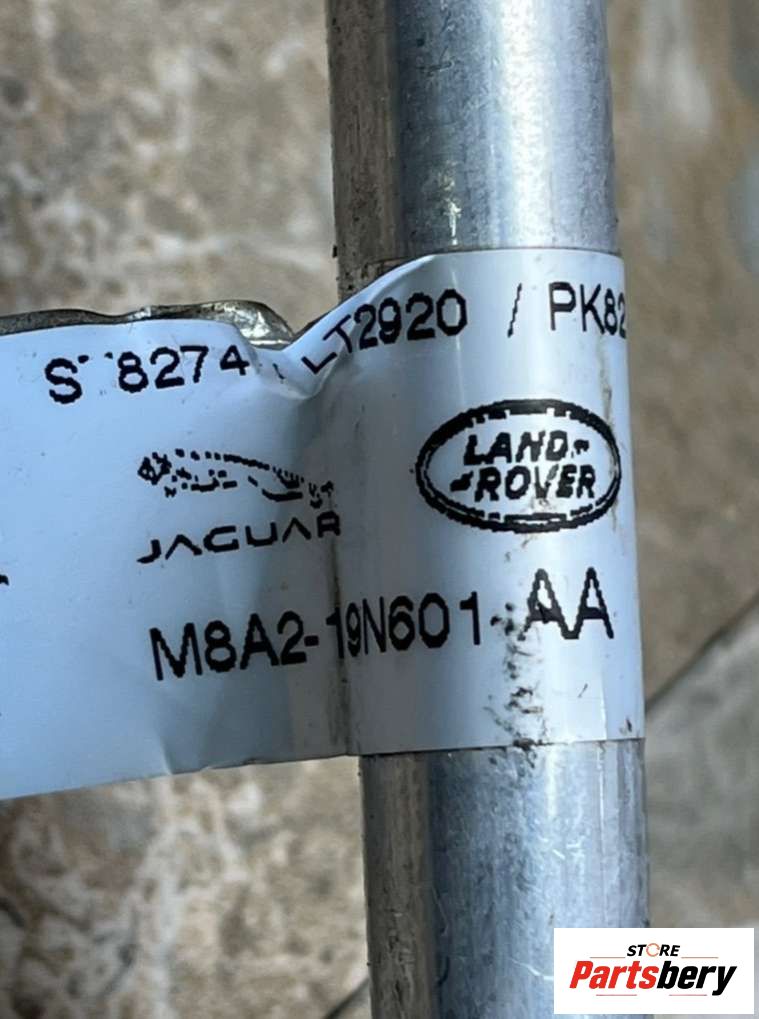 8274 LT2920 / PK82
JAGUAR
LAND-
-ROVER
M8A2-19N601-AA
STORE
Partsbery